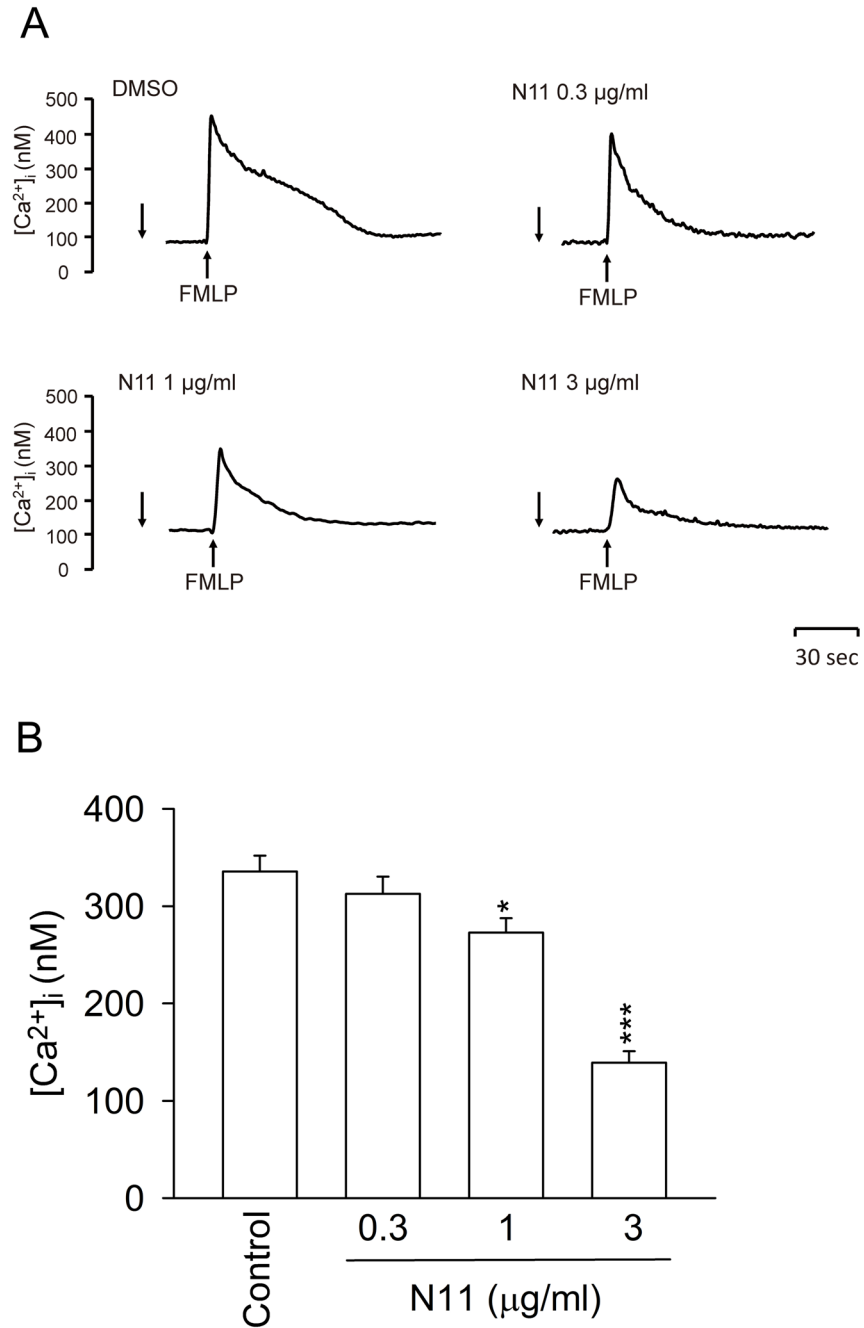 A
DMSO
N11 0.3 µg/ml
[Ca²⁺]ᵢ (nM)
500
400
300
200
100
0
FMLP
FMLP
N11 1 µg/ml
N11 3 µg/ml
[Ca²⁺]ᵢ (nM)
500
400
300
200
100
0
FMLP
FMLP
30 sec
B
[Ca²⁺]ᵢ (nM)
400
300
200
100
0
*
***
Control
0.3
1
3
N11 (µg/ml)